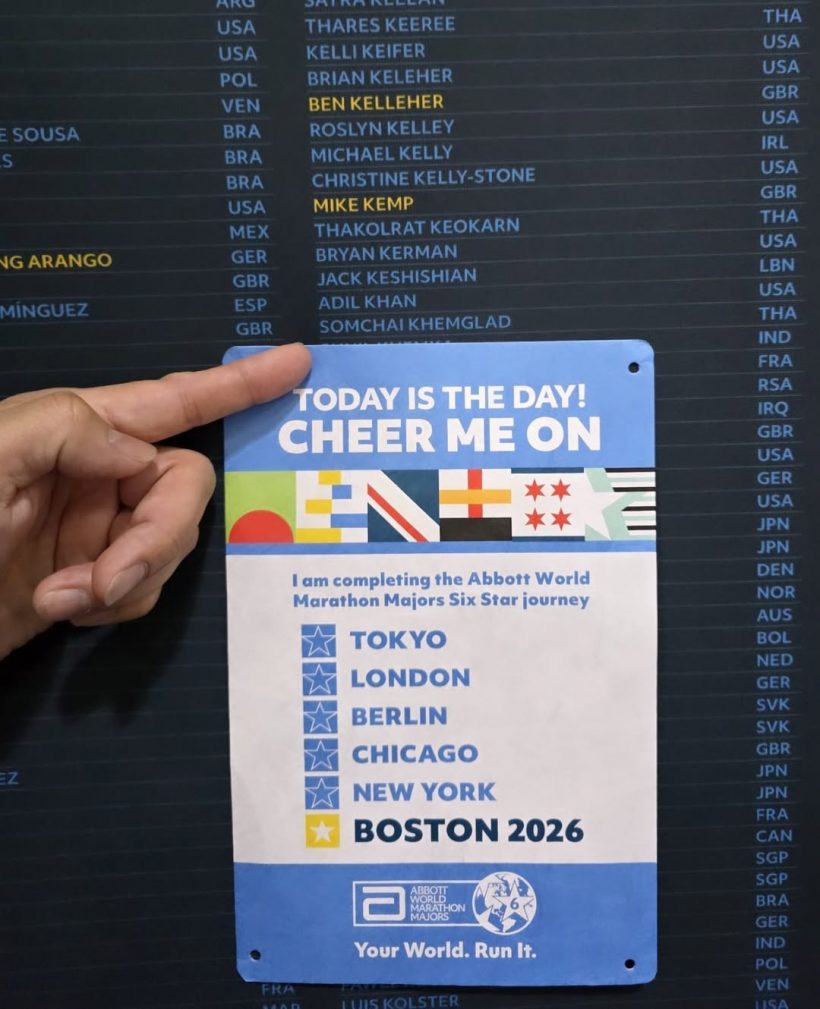 E SOUSA
S
NG ARANGO
MÍNGUEZ
EZ
ARG
USA
USA
POL
VEN
BRA
BRA
BRA
USA
MEX
GER
GBR
ESP
GBR
FRA
MAR
THARES KEEREE
KELLI KEIFER
BRIAN KELEHER
BEN KELLEHER
ROSLYN KELLEY
MICHAEL KELLY
CHRISTINE KELLY-STONE
MIKE KEMP
THAKOLRAT KEOKARN
BRYAN KERMAN
JACK KESHISHIAN
ADIL KHAN
SOMCHAI KHEMGLAD
TODAY IS THE DAY!
CHEER ME ON
I am completing the Abbott World
Marathon Majors Six Star journey
TOKYO
LONDON
BERLIN
CHICAGO
NEW YORK
BOSTON 2026
ABBOTT
WORLD
MARATHON
MAJORS
6
Your World. Run It.
LUIS KOLSTER
THA
USA
USA
GBR
USA
IRL
USA
GBR
THA
USA
LBN
USA
THA
IND
FRA
RSA
IRQ
GBR
USA
GER
USA
JPN
JPN
DEN
NOR
AUS
BOL
NED
GER
SVK
SVK
GBR
JPN
JPN
FRA
CAN
SGP
SGP
BRA
GER
IND
POL
VEN
USA